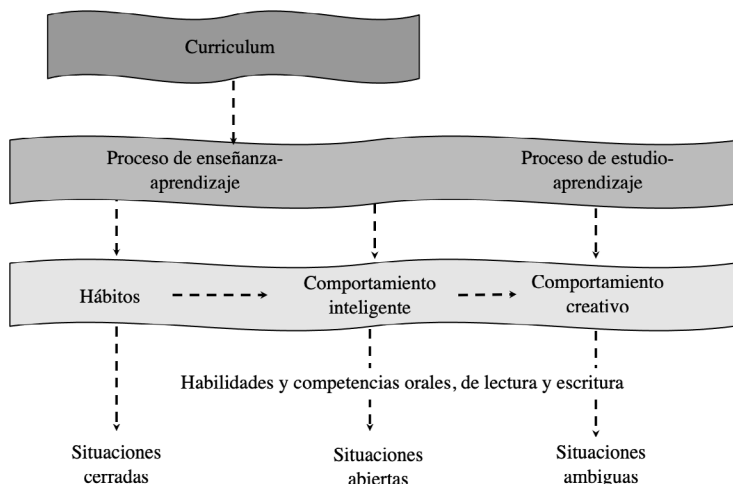 Curriculum
Proceso de enseñanza-
aprendizaje
Proceso de estudio-
aprendizaje
Hábitos
Comportamiento
inteligente
Comportamiento
creativo
Habilidades y competencias orales, de lectura y escritura
Situaciones
cerradas
Situaciones
abiertas
Situaciones
ambiguas